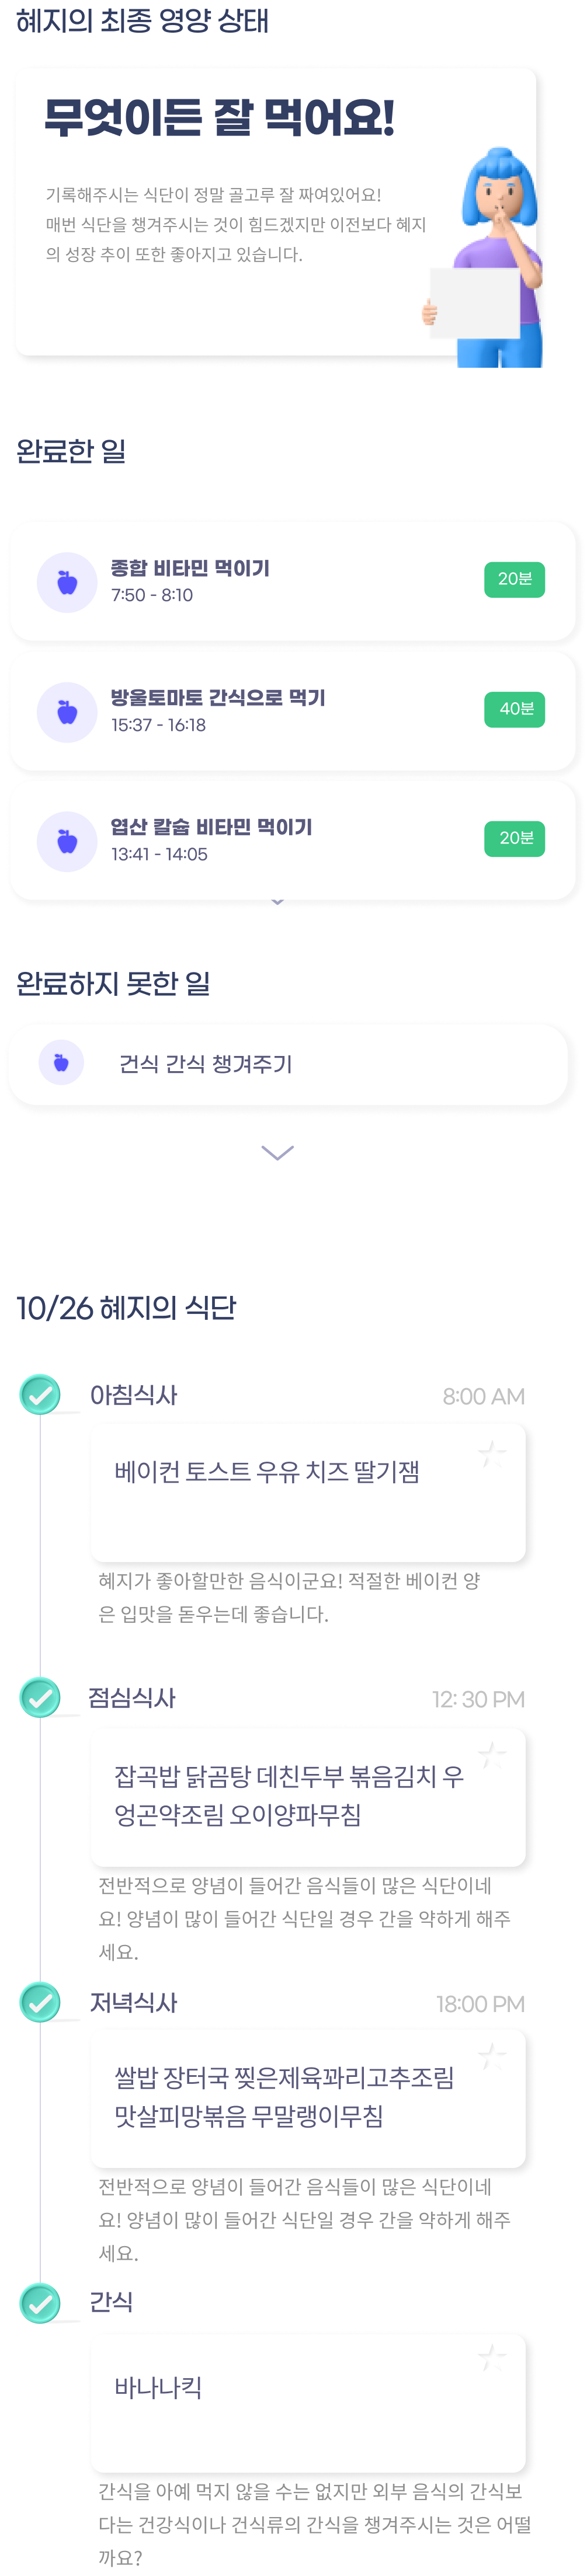 혜지의 최종 영양 상태
무엇이든 잘 먹어요!
기록해주시는 식단이 정말 골고루 잘 짜여있어요!
매번 식단을 챙겨주시는 것이 힘드겠지만 이전보다 혜지
의 성장 추이 또한 좋아지고 있습니다.
완료한 일
종합 비타민 먹이기
7:50 - 8:10
20분
방울토마토 간식으로 먹기
15:37 - 16:18
40분
엽산 칼슘 비타민 먹이기
13:41 - 14:05
20분
완료하지 못한 일
건식 간식 챙겨주기
10/26 혜지의 식단
아침식사
8:00 AM
베이컨 토스트 우유 치즈 딸기잼
혜지가 좋아할만한 음식이군요! 적절한 베이컨 양
은 입맛을 돋우는데 좋습니다.
점심식사
12: 30 PM
잡곡밥 닭곰탕 데친두부 볶음김치 우
엉곤약조림 오이양파무침
전반적으로 양념이 들어간 음식들이 많은 식단이네
요! 양념이 많이 들어간 식단일 경우 간을 약하게 해주
세요.
저녁식사
18:00 PM
쌀밥 장터국 찢은제육꽈리고추조림
맛살피망볶음 무말랭이무침
전반적으로 양념이 들어간 음식들이 많은 식단이네
요! 양념이 많이 들어간 식단일 경우 간을 약하게 해주
세요.
간식
바나나킥
간식을 아예 먹지 않을 수는 없지만 외부 음식의 간식보
다는 건강식이나 건식류의 간식을 챙겨주시는 것은 어떨
까요?